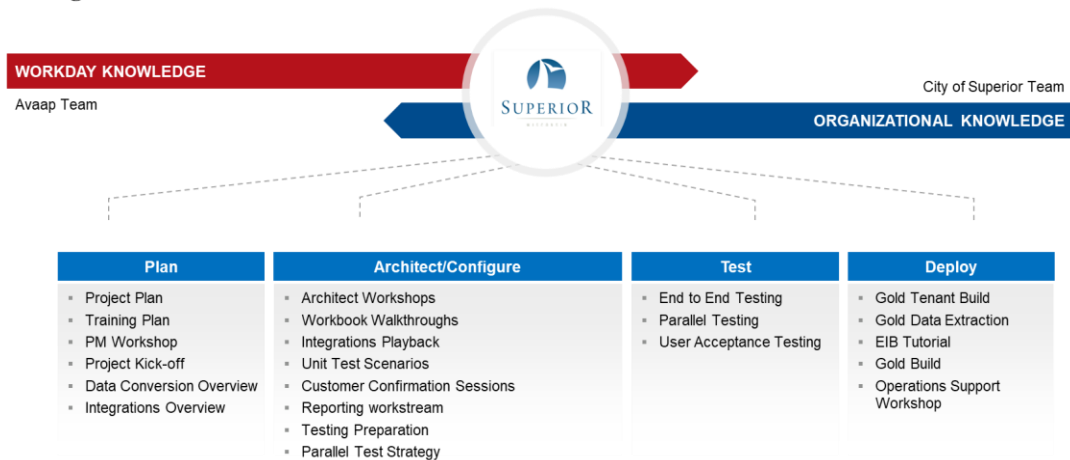 WORKDAY KNOWLEDGE
Avaap Team
SUPERIOR
City of Superior Team
ORGANIZATIONAL KNOWLEDGE
Plan
Project Plan
Training Plan
PM Workshop
Project Kick-off
Data Conversion Overview
Integrations Overview
Architect/Configure
Architect Workshops
Workbook Walkthroughs
Integrations Playback
Unit Test Scenarios
Customer Confirmation Sessions
Reporting workstream
Testing Preparation
Parallel Test Strategy
Test
End to End Testing
Parallel Testing
User Acceptance Testing
Deploy
Gold Tenant Build
Gold Data Extraction
EIB Tutorial
Gold Build
Operations Support
Workshop